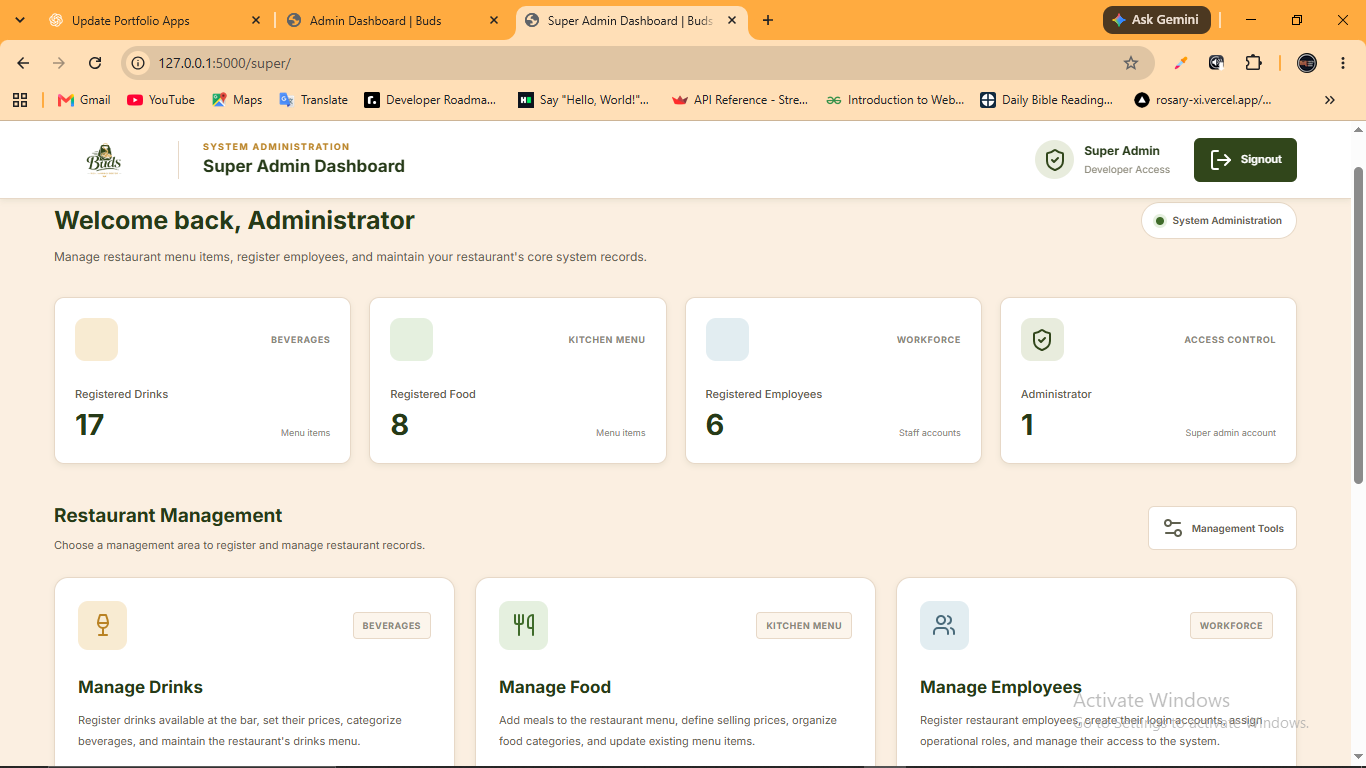 Update Portfolio Apps
Admin Dashboard | Buds
Super Admin Dashboard | Buds
Ask Gemini
127.0.0.1:5000/super/
Gmail
YouTube
Maps
Translate
Developer Roadma...
Say "Hello, World!"...
API Reference - Stre...
Introduction to Web...
Daily Bible Reading...
rosary-xi.vercel.app/...
Buds
SYSTEM ADMINISTRATION
Super Admin Dashboard
Super Admin
Developer Access
Signout
Welcome back, Administrator
System Administration
Manage restaurant menu items, register employees, and maintain your restaurant's core system records.
BEVERAGES
Registered Drinks
17
Menu items
KITCHEN MENU
Registered Food
8
Menu items
WORKFORCE
Registered Employees
6
Staff accounts
ACCESS CONTROL
Administrator
1
Super admin account
Restaurant Management
Choose a management area to register and manage restaurant records.
Management Tools
BEVERAGES
Manage Drinks
Register drinks available at the bar, set their prices, categorize
beverages, and maintain the restaurant's drinks menu.
KITCHEN MENU
Manage Food
Add meals to the restaurant menu, define selling prices, organize
food categories, and update existing menu items.
WORKFORCE
Manage Employees
Register restaurant employees, create their login accounts, assign
operational roles, and manage their access to the system.
Activate Windows
Go to Settings to activate Windows.